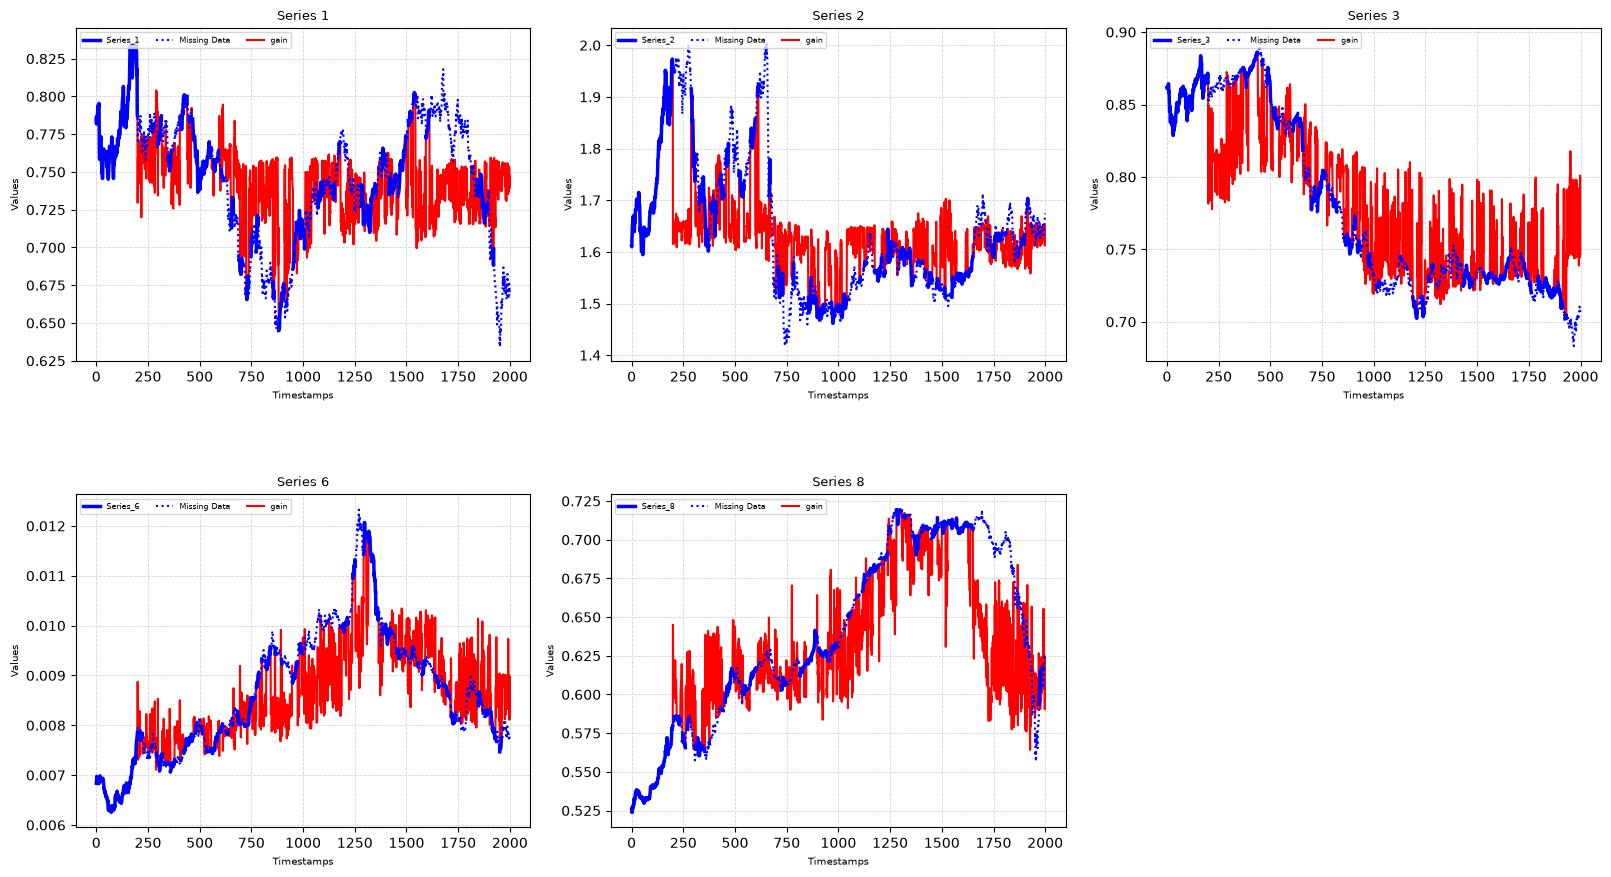 Series 1
Series_1 Missing Data gain
0.825
0.800
0.775
0.750
0.725
0.700
0.675
0.650
0.625
Values
0 250 500 750 1000 1250 1500 1750 2000
Timestamps
Series 2
Series_2 Missing Data gain
2.0
1.9
1.8
1.7
1.6
1.5
1.4
Values
0 250 500 750 1000 1250 1500 1750 2000
Timestamps
Series 3
Series_3 Missing Data gain
0.90
0.85
0.80
0.75
0.70
Values
0 250 500 750 1000 1250 1500 1750 2000
Timestamps
Series 6
Series_6 Missing Data gain
0.012
0.011
0.010
0.009
0.008
0.007
0.006
Values
0 250 500 750 1000 1250 1500 1750 2000
Timestamps
Series 8
Series_8 Missing Data gain
0.725
0.700
0.675
0.650
0.625
0.600
0.575
0.550
0.525
Values
0 250 500 750 1000 1250 1500 1750 2000
Timestamps